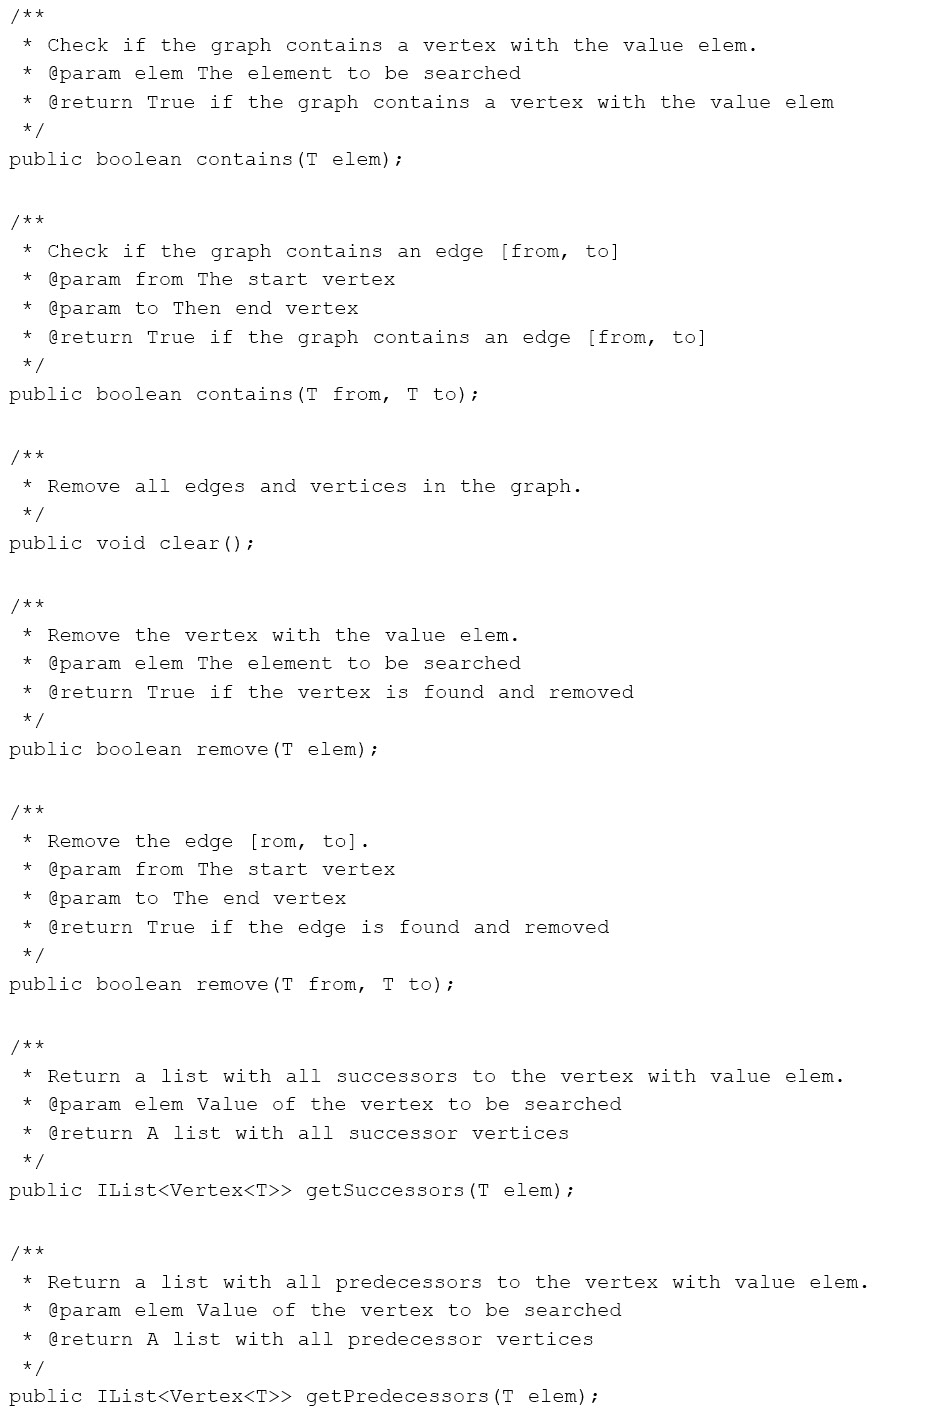 /**
 * Check if the graph contains a vertex with the value elem.
 * @param elem The element to be searched
 * @return True if the graph contains a vertex with the value elem
 */
public boolean contains(T elem);
/**
 * Check if the graph contains an edge [from, to]
 * @param from The start vertex
 * @param to Then end vertex
 * @return True if the graph contains an edge [from, to]
 */
public boolean contains(T from, T to);
/**
 * Remove all edges and vertices in the graph.
 */
public void clear();
/**
 * Remove the vertex with the value elem.
 * @param elem The element to be searched
 * @return True if the vertex is found and removed
 */
public boolean remove(T elem);
/**
 * Remove the edge [rom, to].
 * @param from The start vertex
 * @param to The end vertex
 * @return True if the edge is found and removed
 */
public boolean remove(T from, T to);
/**
 * Return a list with all successors to the vertex with value elem.
 * @param elem Value of the vertex to be searched
 * @return A list with all successor vertices
 */
public IList<Vertex<T>> getSuccessors(T elem);
/**
 * Return a list with all predecessors to the vertex with value elem.
 * @param elem Value of the vertex to be searched
 * @return A list with all predecessor vertices
 */
public IList<Vertex<T>> getPredecessors(T elem);